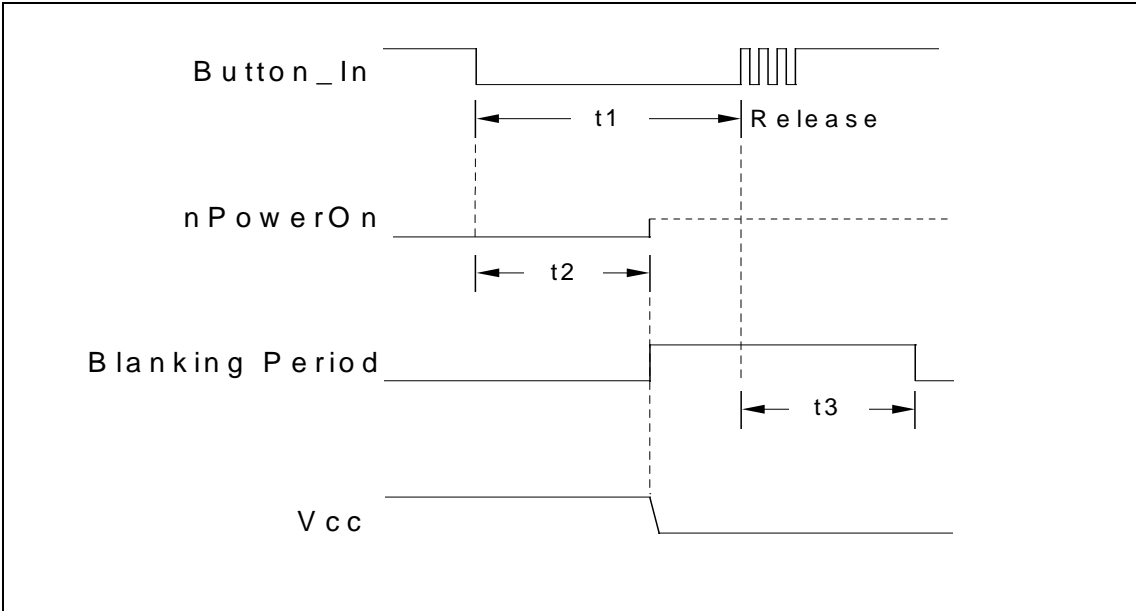 Button_In
t1
Release
nPowerOn
t2
Blanking Period
t3
Vcc